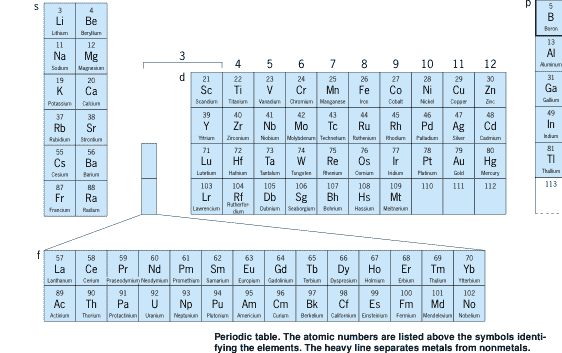 s
p
3 4
Li Be
Lithium Beryllium
5
B
Boron
11 12
Na Mg
Sodium Magnesium
13
Al
Aluminum
3 4 5 6 7 8 9 10 11 12
d
19 20
K Ca
Potassium Calcium
21 22 23 24 25 26 27 28 29 30
Sc Ti V Cr Mn Fe Co Ni Cu Zn
Scandium Titanium Vanadium Chromium Manganese Iron Cobalt Nickel Copper Zinc
31
Ga
Gallium
37 38
Rb Sr
Rubidium Strontium
39 40 41 42 43 44 45 46 47 48
Y Zr Nb Mo Tc Ru Rh Pd Ag Cd
Yttrium Zirconium Niobium Molybdenum Technetium Ruthenium Rhodium Palladium Silver Cadmium
49
In
Indium
55 56
Cs Ba
Cesium Barium
71 72 73 74 75 76 77 78 79 80
Lu Hf Ta W Re Os Ir Pt Au Hg
Lutetium Hafnium Tantalum Tungsten Rhenium Osmium Iridium Platinum Gold Mercury
81
Tl
Thallium
87 88
Fr Ra
Francium Radium
103 104 105 106 107 108 109 110 111 112
Lr Rf Db Sg Bh Hs Mt
Lawrencium Rutherfor-dium Dubnium Seaborgium Bohrium Hassium Meitnerium
113
f
57 58 59 60 61 62 63 64 65 66 67 68 69 70
La Ce Pr Nd Pm Sm Eu Gd Tb Dy Ho Er Tm Yb
Lanthanum Cerium Praseodymium Neodymium Promethium Samarium Europium Gadolinium Terbium Dysprosium Holmium Erbium Thulium Ytterbium
89 90 91 92 93 94 95 96 97 98 99 100 101 102
Ac Th Pa U Np Pu Am Cm Bk Cf Es Fm Md No
Actinium Thorium Protactinium Uranium Neptunium Plutonium Americium Curium Berkelium Californium Einsteinium Fermium Mendelevium Nobelium
Periodic table. The atomic numbers are listed above the symbols identi-
fying the elements. The heavy line separates metals from nonmetals.